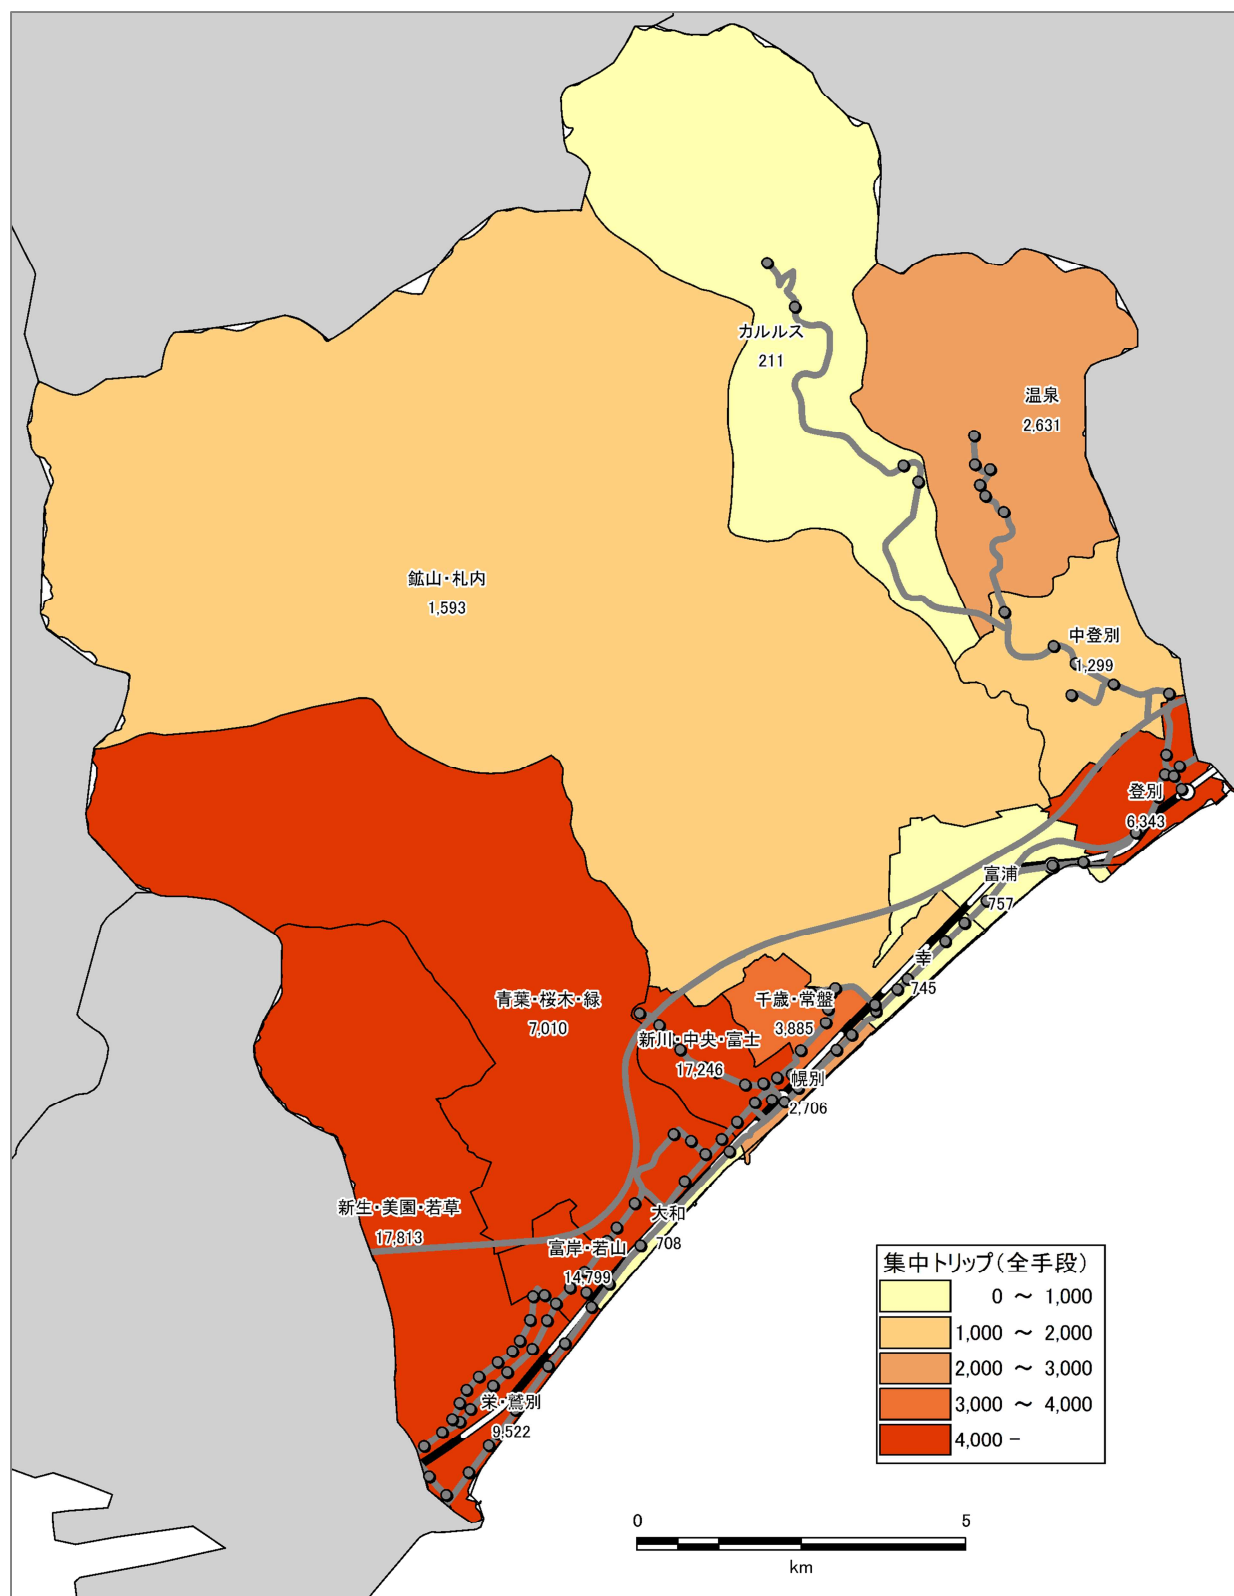 カルルス
211
温泉
2,631
鉱山・札内
1,593
中登別
1,299
登別
6,343
富浦
757
幸
745
青葉・桜木・緑
7,010
千歳・常盤
3,885
新川・中央・富士
17,246
幌別
2,706
新生・美園・若草
17,813
大和
708
富岸・若山
14,799
栄・鷲別
9,522
集中トリップ(全手段)
0 ～ 1,000
1,000 ～ 2,000
2,000 ～ 3,000
3,000 ～ 4,000
4,000 -
0 5
km